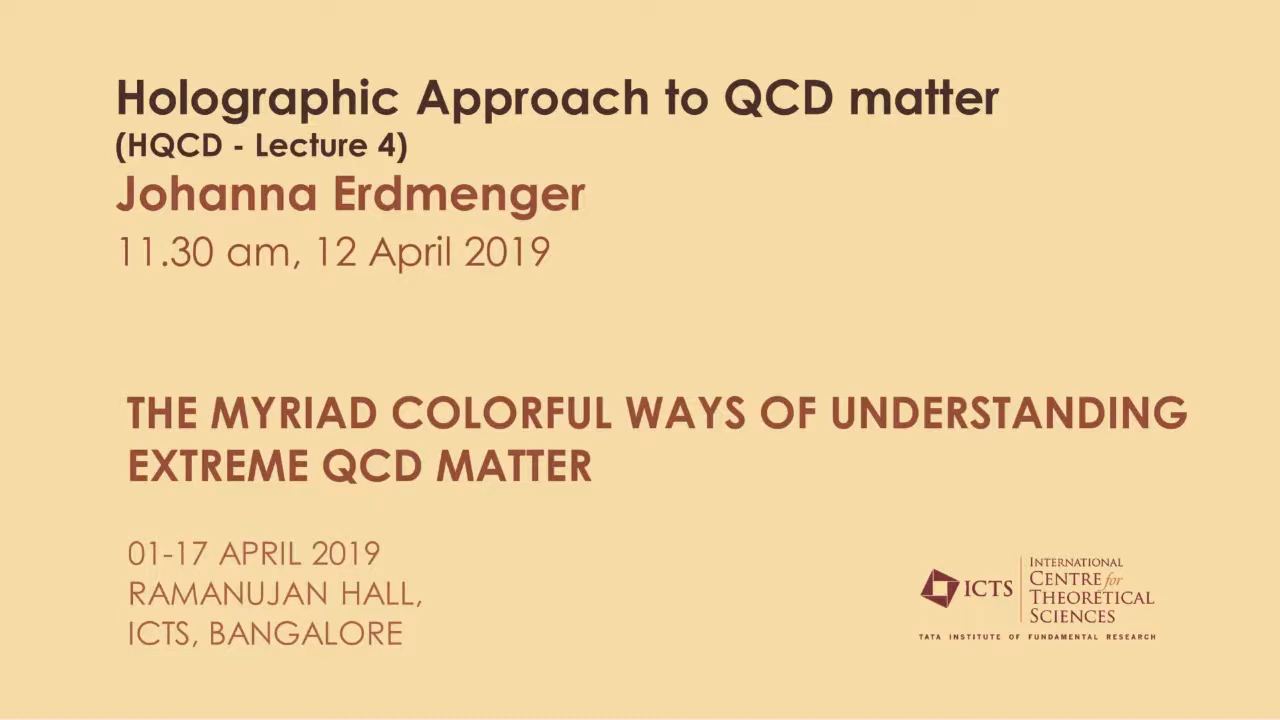 Holographic Approach to QCD matter
(HQCD - Lecture 4)
Johanna Erdmenger
11.30 am, 12 April 2019
THE MYRIAD COLORFUL WAYS OF UNDERSTANDING
EXTREME QCD MATTER
01-17 APRIL 2019
RAMANUJAN HALL,
ICTS, BANGALORE
ICTS
INTERNATIONAL
CENTRE for
THEORETICAL
SCIENCES
TATA INSTITUTE OF FUNDAMENTAL RESEARCH